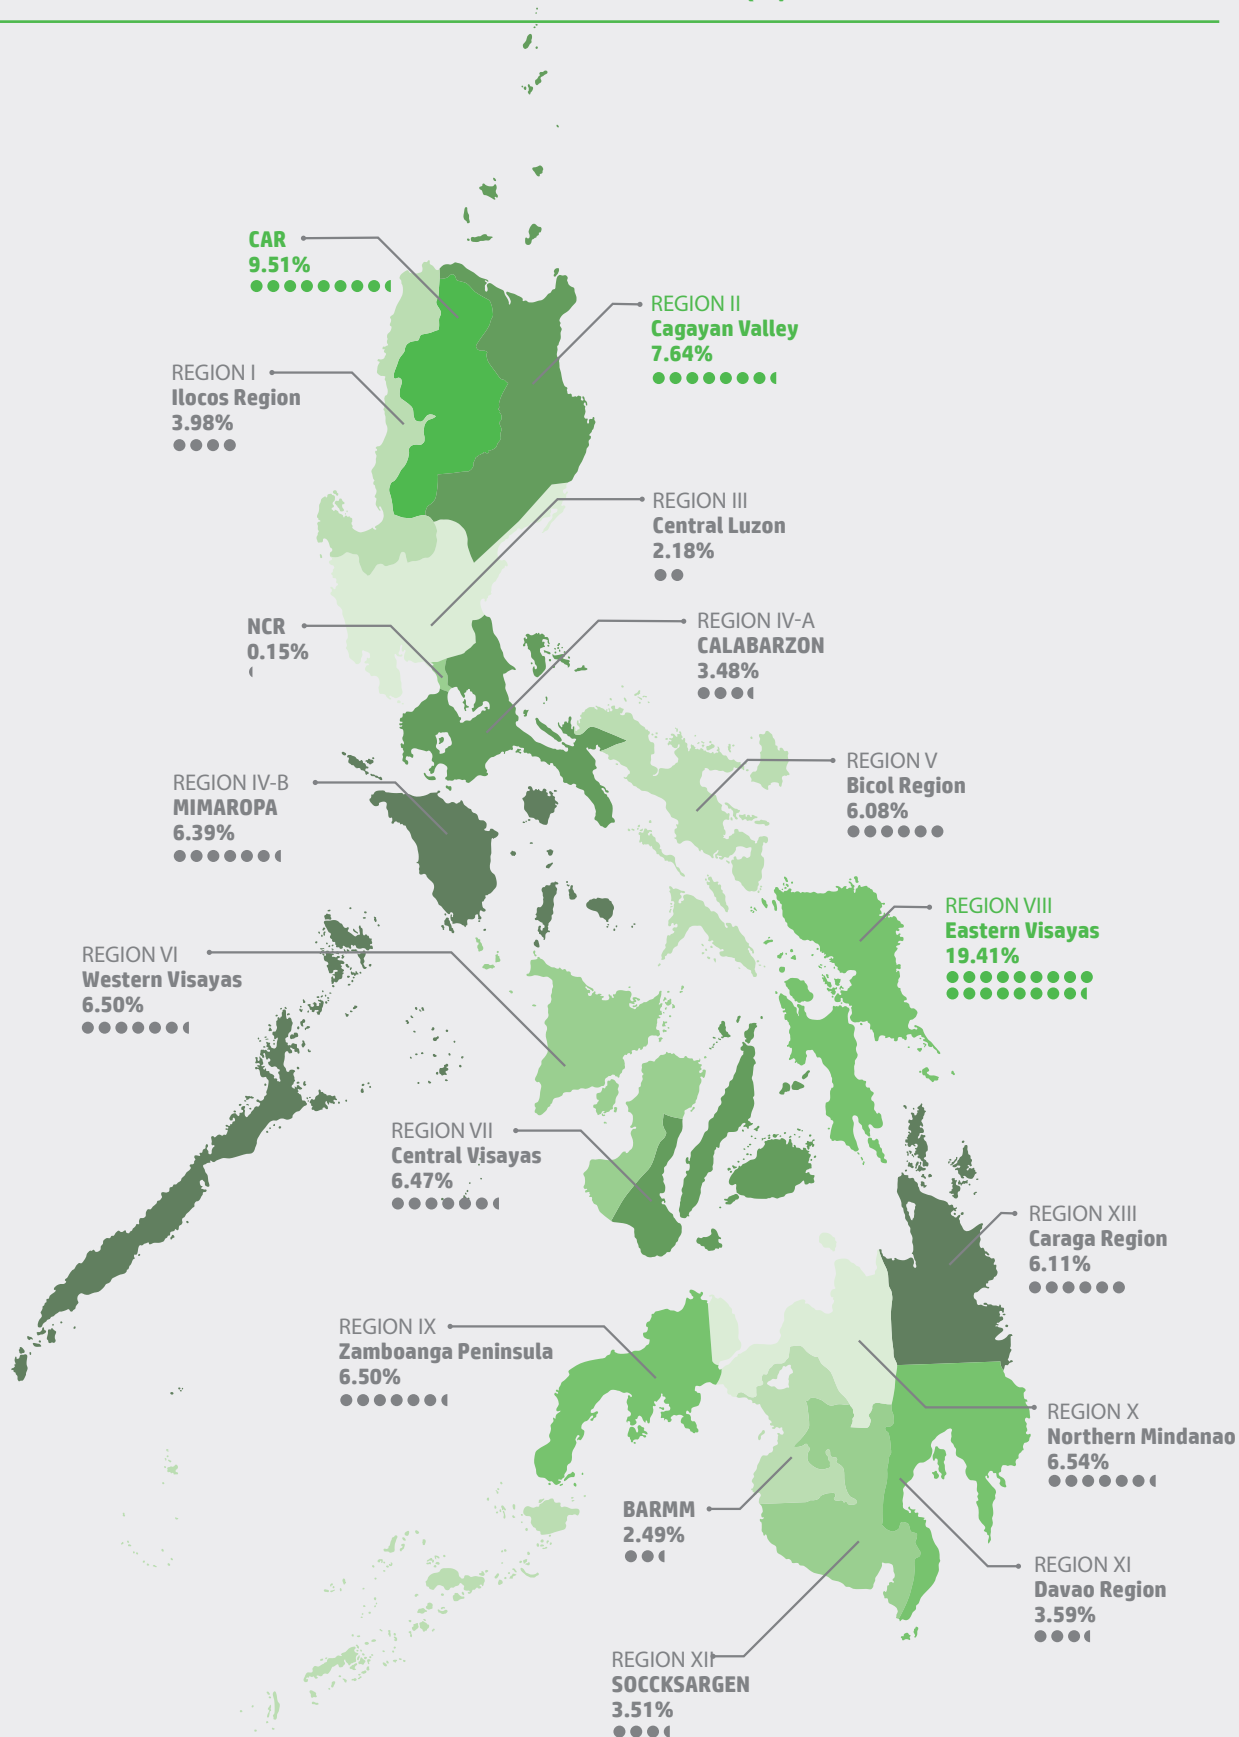 CAR
9.51%
REGION II
Cagayan Valley
7.64%
REGION I
Ilocos Region
3.98%
REGION III
Central Luzon
2.18%
NCR
0.15%
REGION IV-A
CALABARZON
3.48%
REGION IV-B
MIMAROPA
6.39%
REGION V
Bicol Region
6.08%
REGION VIII
Eastern Visayas
19.41%
REGION VI
Western Visayas
6.50%
REGION VII
Central Visayas
6.47%
REGION XIII
Caraga Region
6.11%
REGION IX
Zamboanga Peninsula
6.50%
REGION X
Northern Mindanao
6.54%
BARMM
2.49%
REGION XI
Davao Region
3.59%
REGION XII
SOCCKSARGEN
3.51%